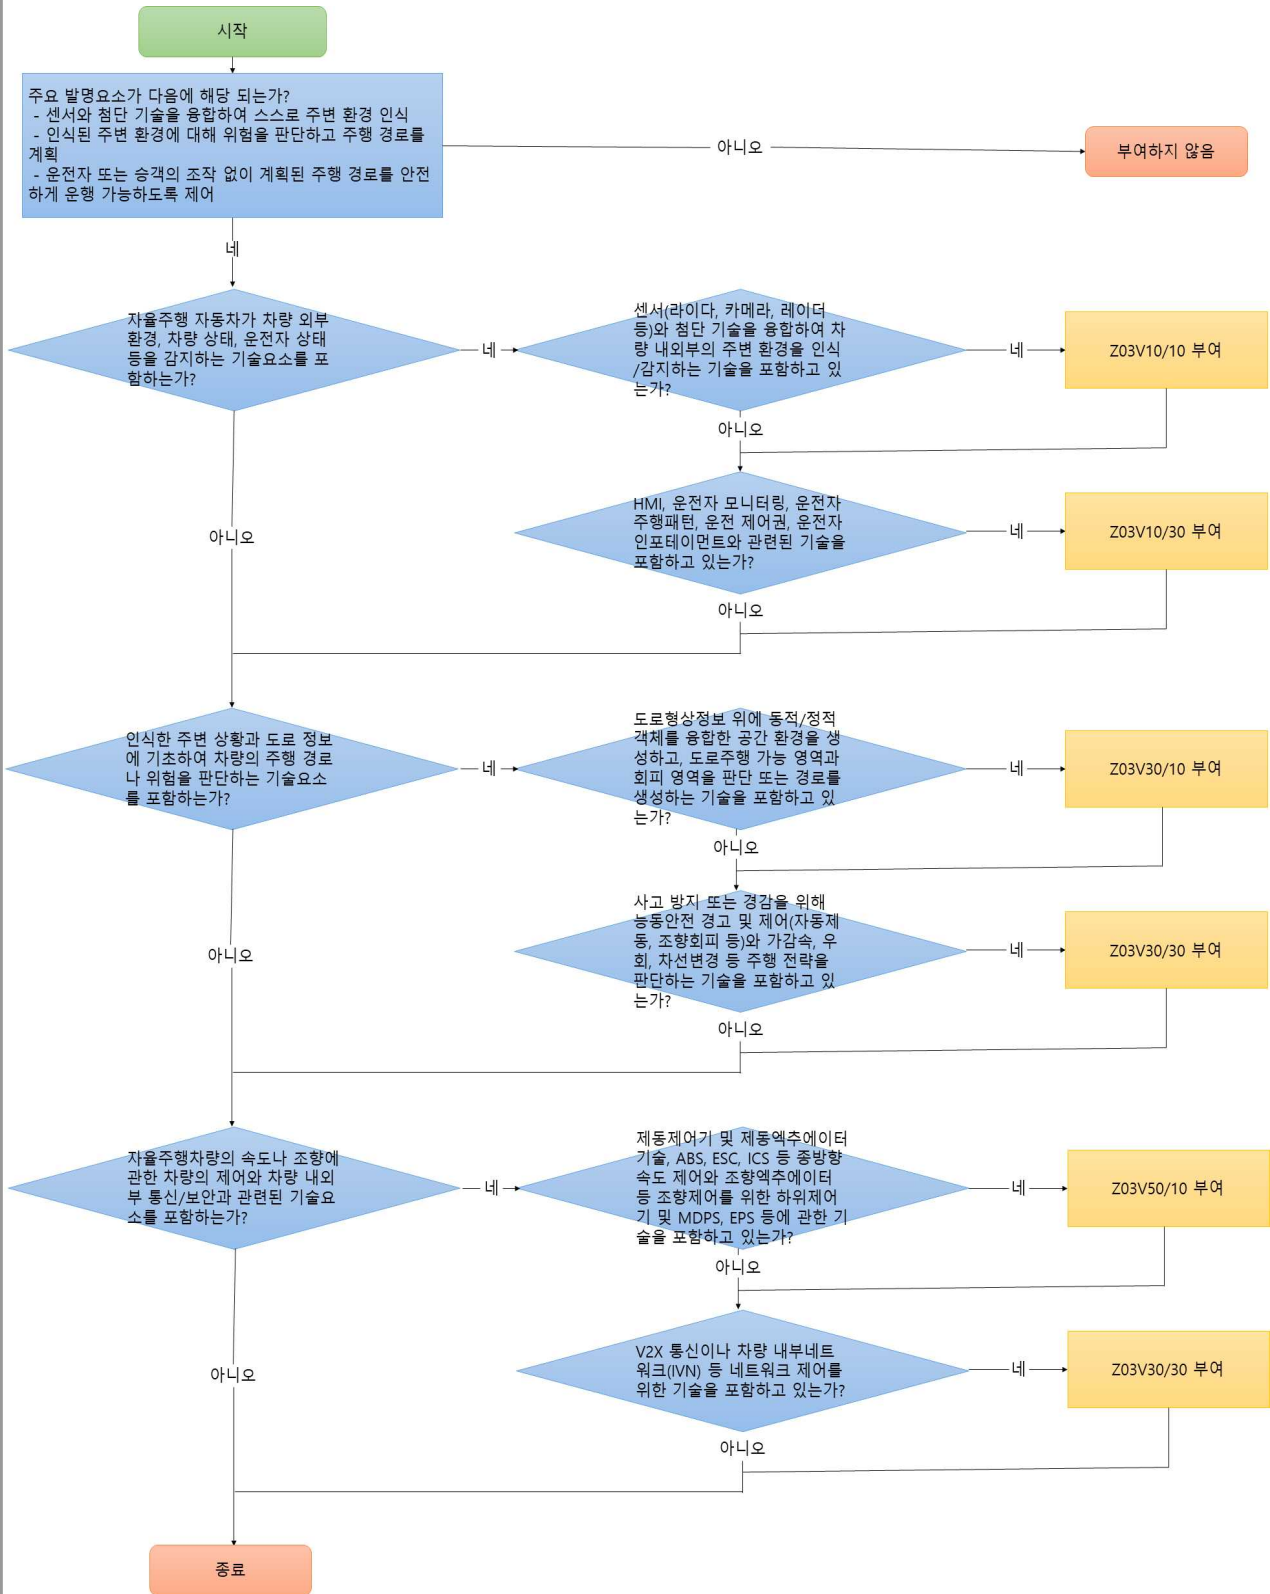 시작
주요 발명요소가 다음에 해당 되는가?
- 센서와 첨단 기술을 융합하여 스스로 주변 환경 인식
- 인식된 주변 환경에 대해 위험을 판단하고 주행 경로를
계획
- 운전자 또는 승객의 조작 없이 계획된 주행 경로를 안전
하게 운행 가능하도록 제어
아니오
부여하지 않음
네
자율주행 자동차가 차량 외부
환경, 차량 상태, 운전자 상태
등을 감지하는 기술요소를 포
함하는가?
네
센서(라이다, 카메라, 레이더
등)와 첨단 기술을 융합하여 차
량 내외부의 주변 환경을 인식
/감지하는 기술을 포함하고 있
는가?
네
Z03V10/10 부여
아니오
HMI, 운전자 모니터링, 운전자
주행패턴, 운전 제어권, 운전자
인포테이먼트와 관련된 기술을
포함하고 있는가?
네
Z03V10/30 부여
아니오
아니오
인식한 주변 상황과 도로 정보
에 기초하여 차량의 주행 경로
나 위험을 판단하는 기술요소
를 포함하는가?
네
도로형상정보 위에 동적/정적
객체를 융합한 공간 환경을 생
성하고, 도로주행 가능 영역과
회피 영역을 판단 또는 경로를
생성하는 기술을 포함하고 있
는가?
네
Z03V30/10 부여
아니오
사고 방지 또는 경감을 위해
능동안전 경고 및 제어(자동제
동, 조향회피 등)와 가감속, 우
회, 차선변경 등 주행 전략을
판단하는 기술을 포함하고 있
는가?
네
Z03V30/30 부여
아니오
아니오
자율주행차량의 속도나 조향에
관한 차량의 제어와 차량 내외
부 통신/보안과 관련된 기술요
소를 포함하는가?
네
제동제어기 및 제동엑추에이터
기술, ABS, ESC, ICS 등 종방향
속도 제어와 조향엑추에이터
등 조향제어를 위한 하위제어
기 및 MDPS, EPS 등에 관한 기
술을 포함하고 있는가?
네
Z03V50/10 부여
아니오
V2X 통신이나 차량 내부네트
워크(IVN) 등 네트워크 제어를
위한 기술을 포함하고 있는가?
네
Z03V30/30 부여
아니오
아니오
종료